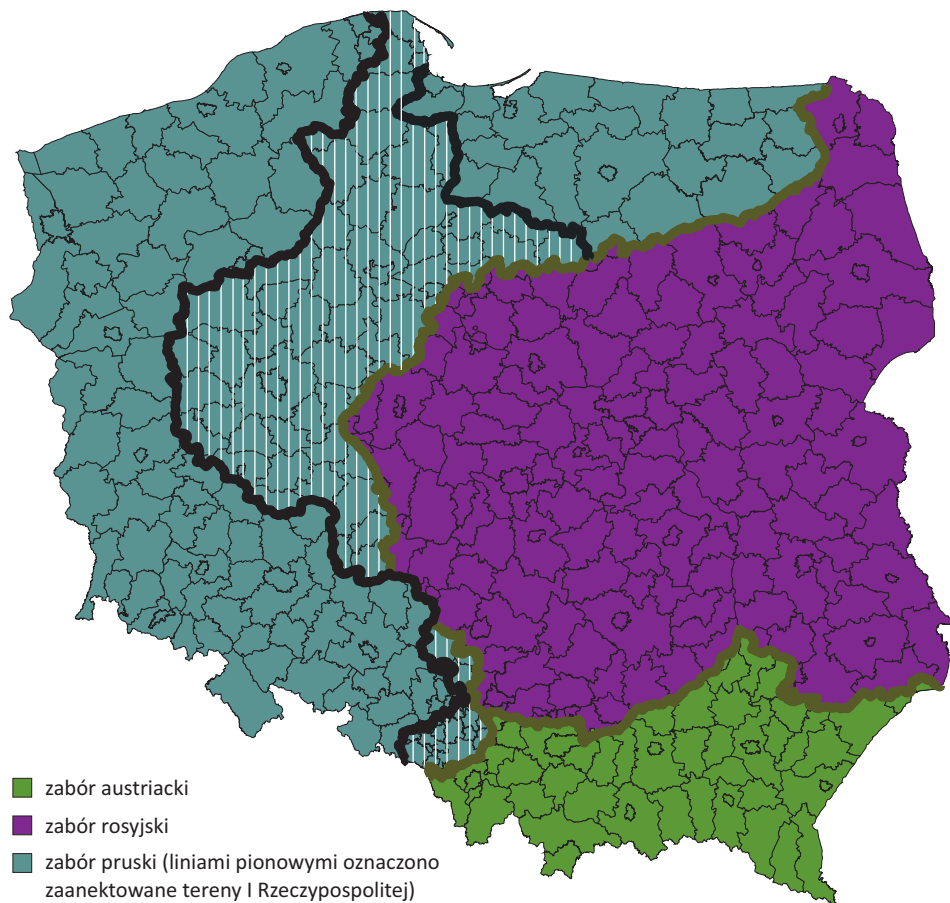 zabór austriacki
zabór rosyjski
zabór pruski (liniami pionowymi oznaczono
zaanektowane tereny I Rzeczypospolitej)